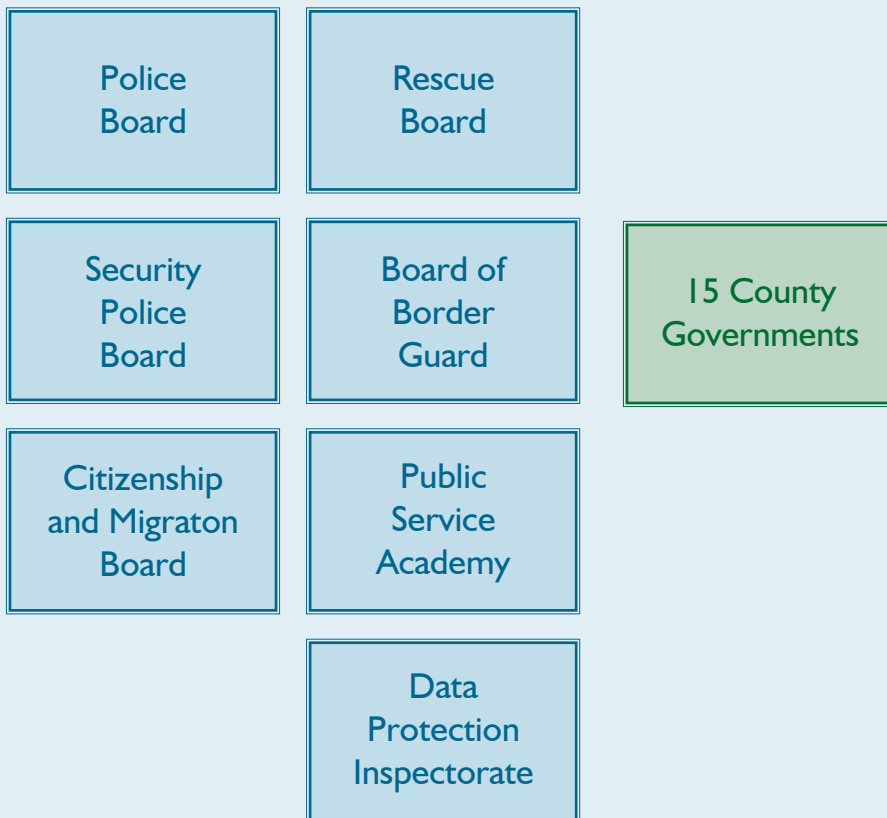 Police
Board
Rescue
Board
Security
Police
Board
Board of
Border
Guard
15 County
Governments
Citizenship
and Migraton
Board
Public
Service
Academy
Data
Protection
Inspectorate